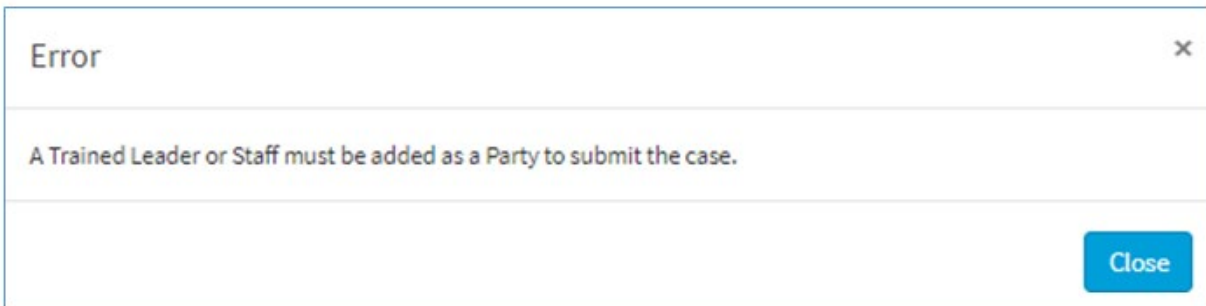 Error
×
A Trained Leader or Staff must be added as a Party to submit the case.
Close